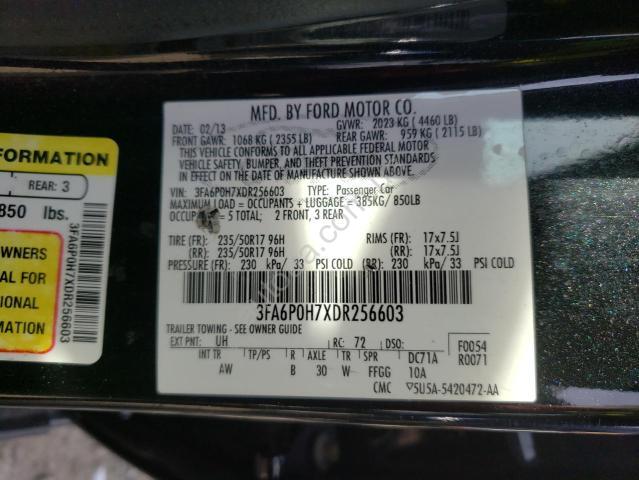 FORMATION
REAR: 3
850 lbs.
OWNERS
AL FOR
IONAL
MATION
3FA6P0H7XDR256603
MFD. BY FORD MOTOR CO.
DATE: 02/13 GVWR: 2023 KG ( 4460 LB)
FRONT GAWR: 1068 KG ( 2355 LB) REAR GAWR: 959 KG ( 2115 LB)
THIS VEHICLE CONFORMS TO ALL APPLICABLE FEDERAL MOTOR
VEHICLE SAFETY, BUMPER, AND THEFT PREVENTION STANDARDS
IN EFFECT ON THE DATE OF MANUFACTURE SHOWN ABOVE.
VIN: 3FA6P0H7XDR256603 TYPE: Passenger Car
MAXIMUM LOAD = OCCUPANTS + LUGGAGE = 385KG/ 850LB
OCCUPA = 5 TOTAL; 2 FRONT, 3 REAR
TIRE (FR): 235/50R17 96H RIMS (FR): 17x7.5J
(RR): 235/50R17 96H (RR): 17x7.5J
PRESSURE (FR): 230 kPa/ 33 PSI COLD (RR): 230 kPa/ 33 PSI COLD
3FA6P0H7XDR256603
TRAILER TOWING - SEE OWNER GUIDE
EXT PNT: UH RC: 72 DSO: F0054
INT TR TP/PS R AXLE TR SPR DC71A R0071
AW B 30 W FFGG 10A
CMC 5U5A-5420472-AA